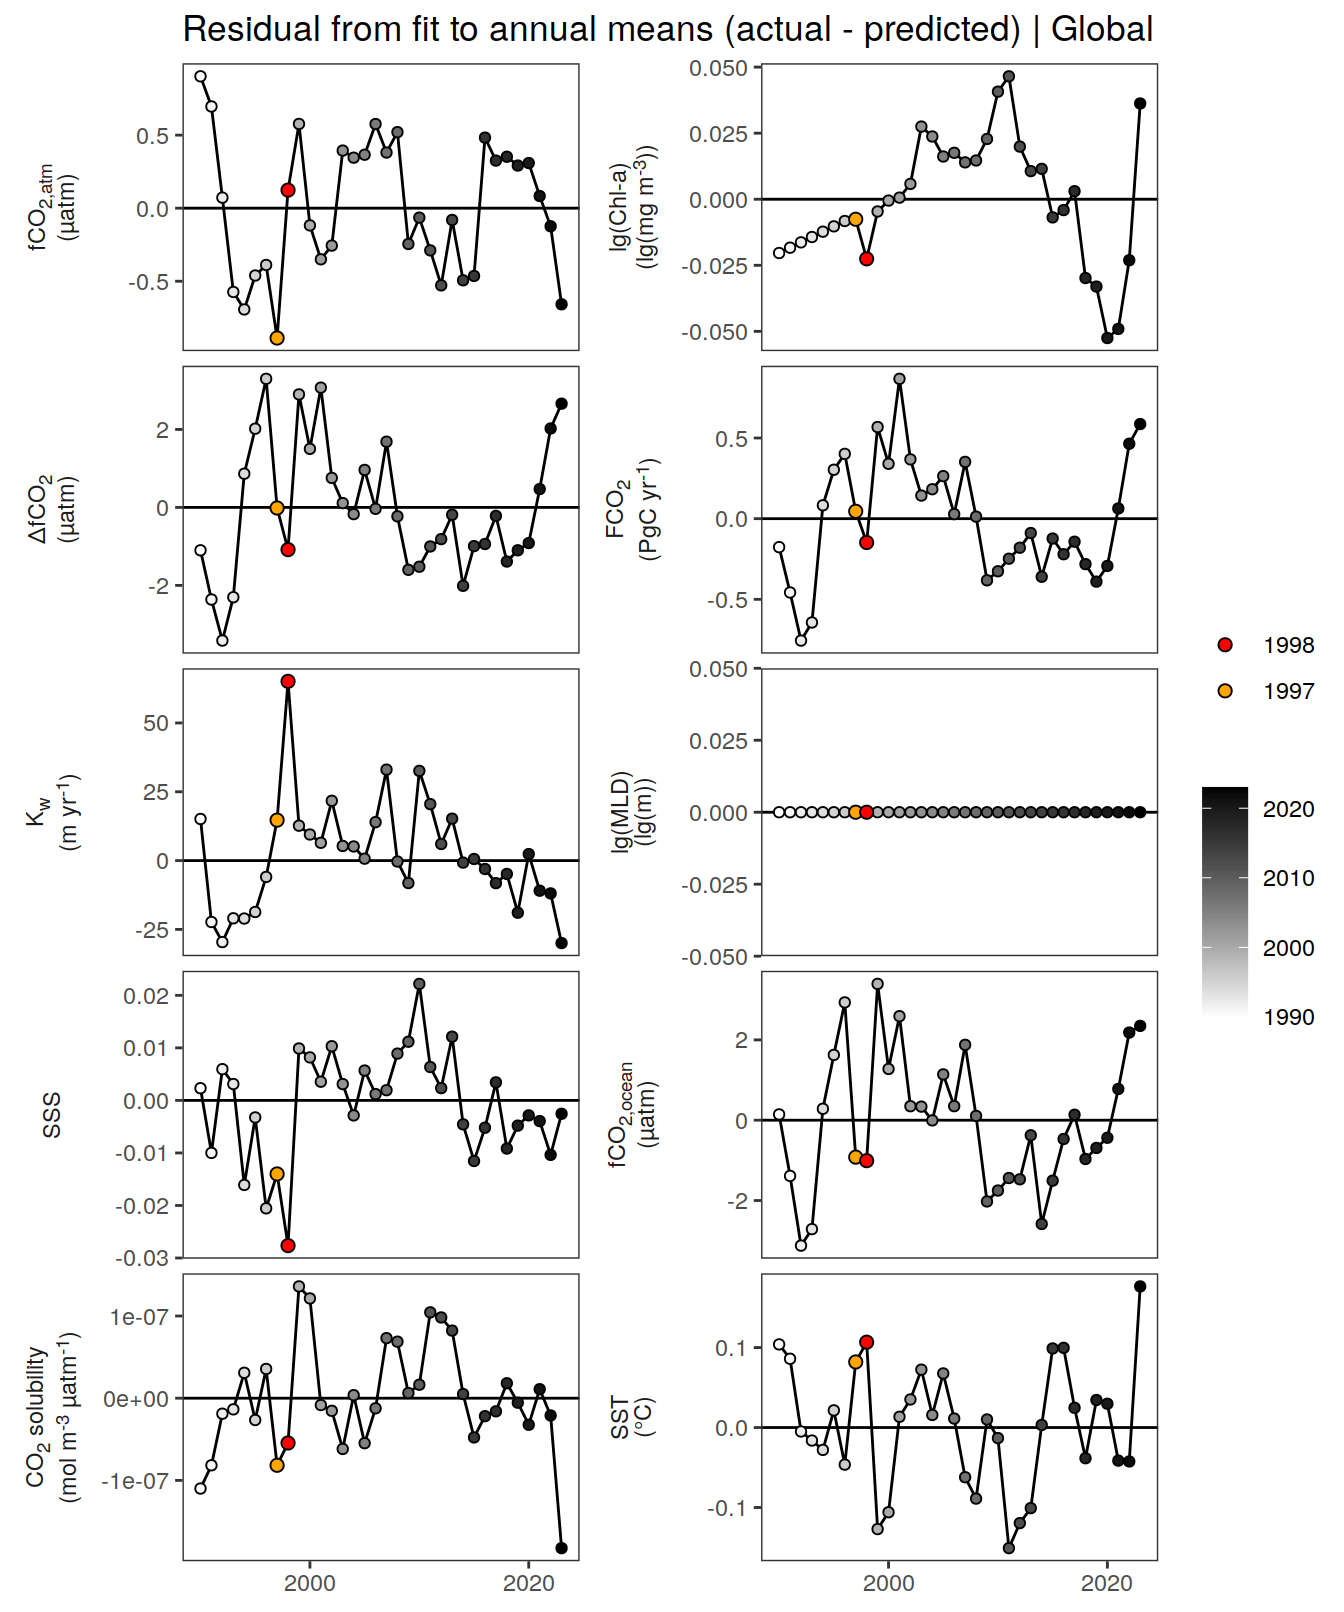 Residual from fit to annual means (actual - predicted) | Global
fCO2,atm
(µatm)
0.5
0.0
-0.5
lg(Chl-a)
(lg(mg m-3))
0.050
0.025
0.000
-0.025
-0.050
ΔfCO2
(µatm)
2
0
-2
FCO2
(PgC yr-1)
0.5
0.0
-0.5
Kw
(m yr-1)
50
25
0
-25
lg(MLD)
(lg(m))
0.050
0.025
0.000
-0.025
-0.050
SSS
0.02
0.01
0.00
-0.01
-0.02
-0.03
fCO2,ocean
(µatm)
2
0
-2
CO2 solubility
(mol m-3 µatm-1)
1e-07
0e+00
-1e-07
SST
(°C)
0.1
0.0
-0.1
2000 2020
2000 2020
1998
1997
2020
2010
2000
1990